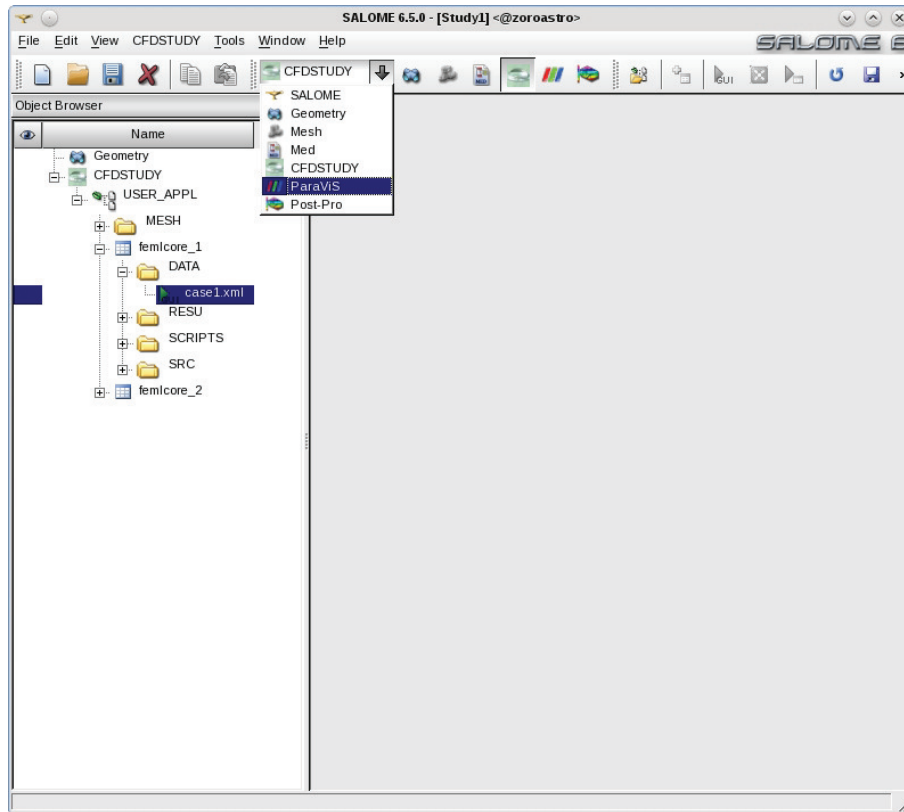 SALOME 6.5.0 - [Study1] <@zoroastro>
File Edit View CFDSTUDY Tools Window Help
SALOME 6
CFDSTUDY
GUI
Object Browser
SALOME
Geometry
Mesh
Med
CFDSTUDY
ParaViS
Post-Pro
Name
Geometry
CFDSTUDY
USER_APPL
MESH
femlcore_1
DATA
case1.xml
RESU
SCRIPTS
SRC
femlcore_2